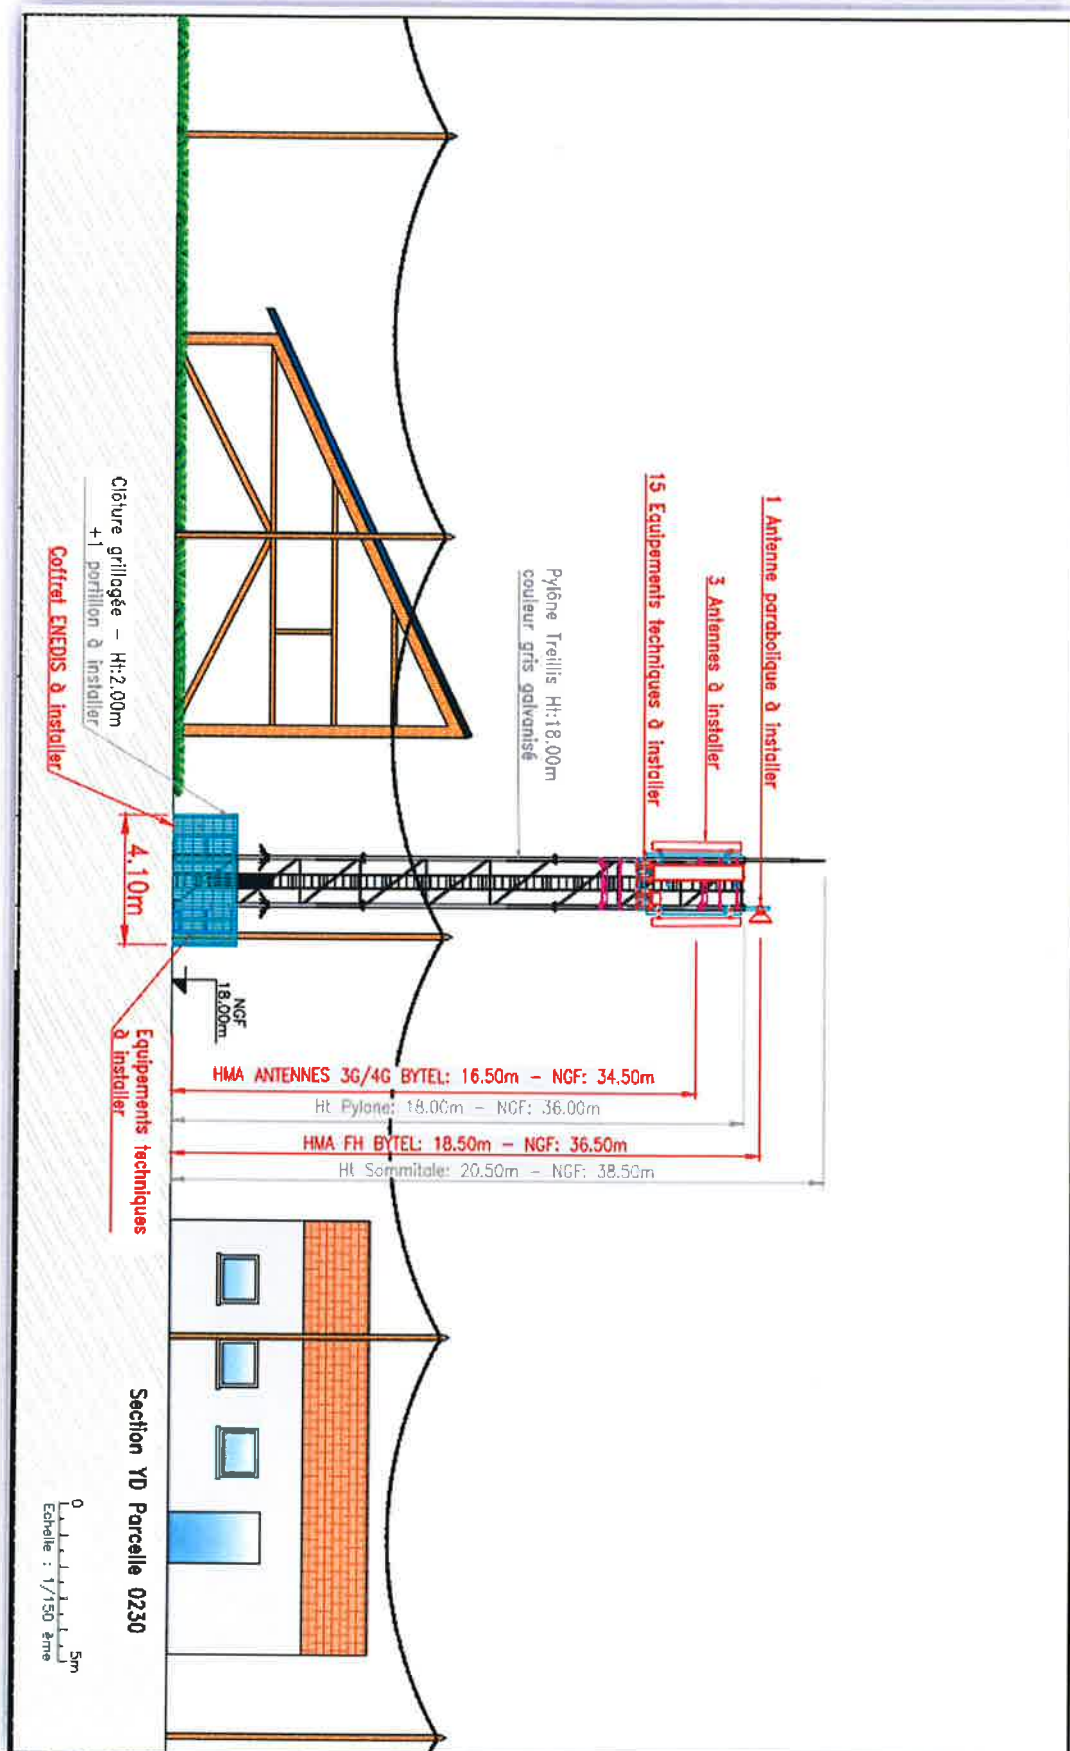 1 Antenne parabolique à installer
3 Antennes à installer
15 Equipements techniques à installer
Pylône Treillis Ht:18.00m
couleur gris galvanisé
Clôture grillagée - Ht:2.00m
+1 portillon à installer
Coffret ENEDIS à installer
4.10m
NGF
18.00m
Equipements techniques
à installer
HMA ANTENNES 3G/4G BYTEL: 16.50m - NGF: 34.50m
Ht Pylone: 18.00m - NGF: 36.00m
HMA FH BYTEL: 18.50m - NGF: 36.50m
Ht Sommitale: 20.50m - NGF: 38.50m
Section YD Parcelle 0230
0 5m
Echelle : 1/150 ème